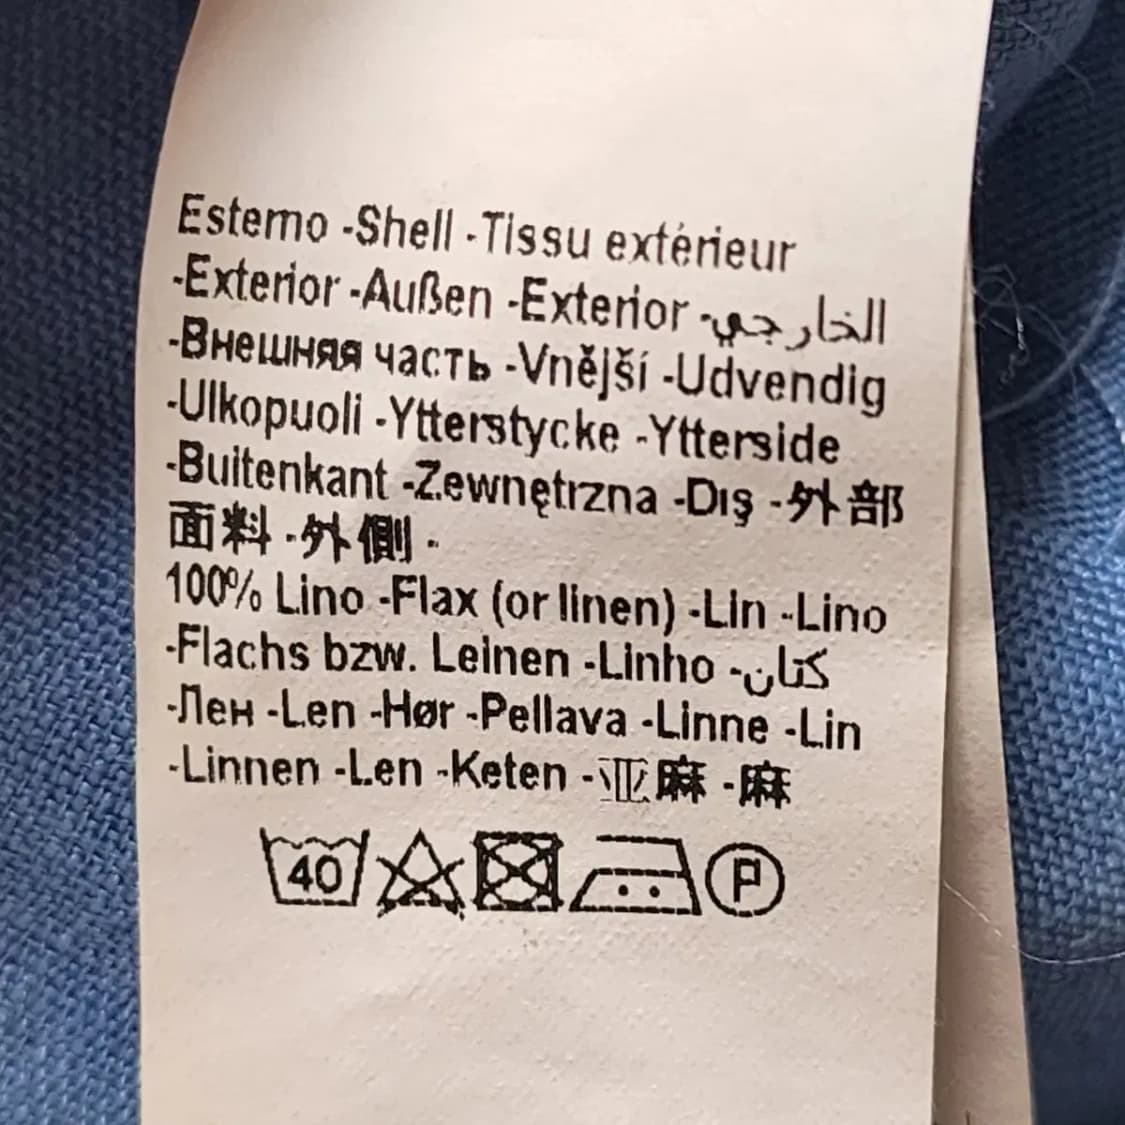 Esterno -Shell -Tissu extérieur
-Exterior -Außen -Exterior -الخارجي
-Внешняя часть -Vnější -Udvendig
-Ulkopuoli -Ytterstycke -Ytterside
-Buitenkant -Zewnętrzna -Dış -外部
面料 -外側 -
100% Lino -Flax (or linen) -Lin -Lino
-Flachs bzw. Leinen -Linho -كتان
-Лен -Len -Hør -Pellava -Linne -Lin
-Linnen -Len -Keten -亚麻 -麻
40 P